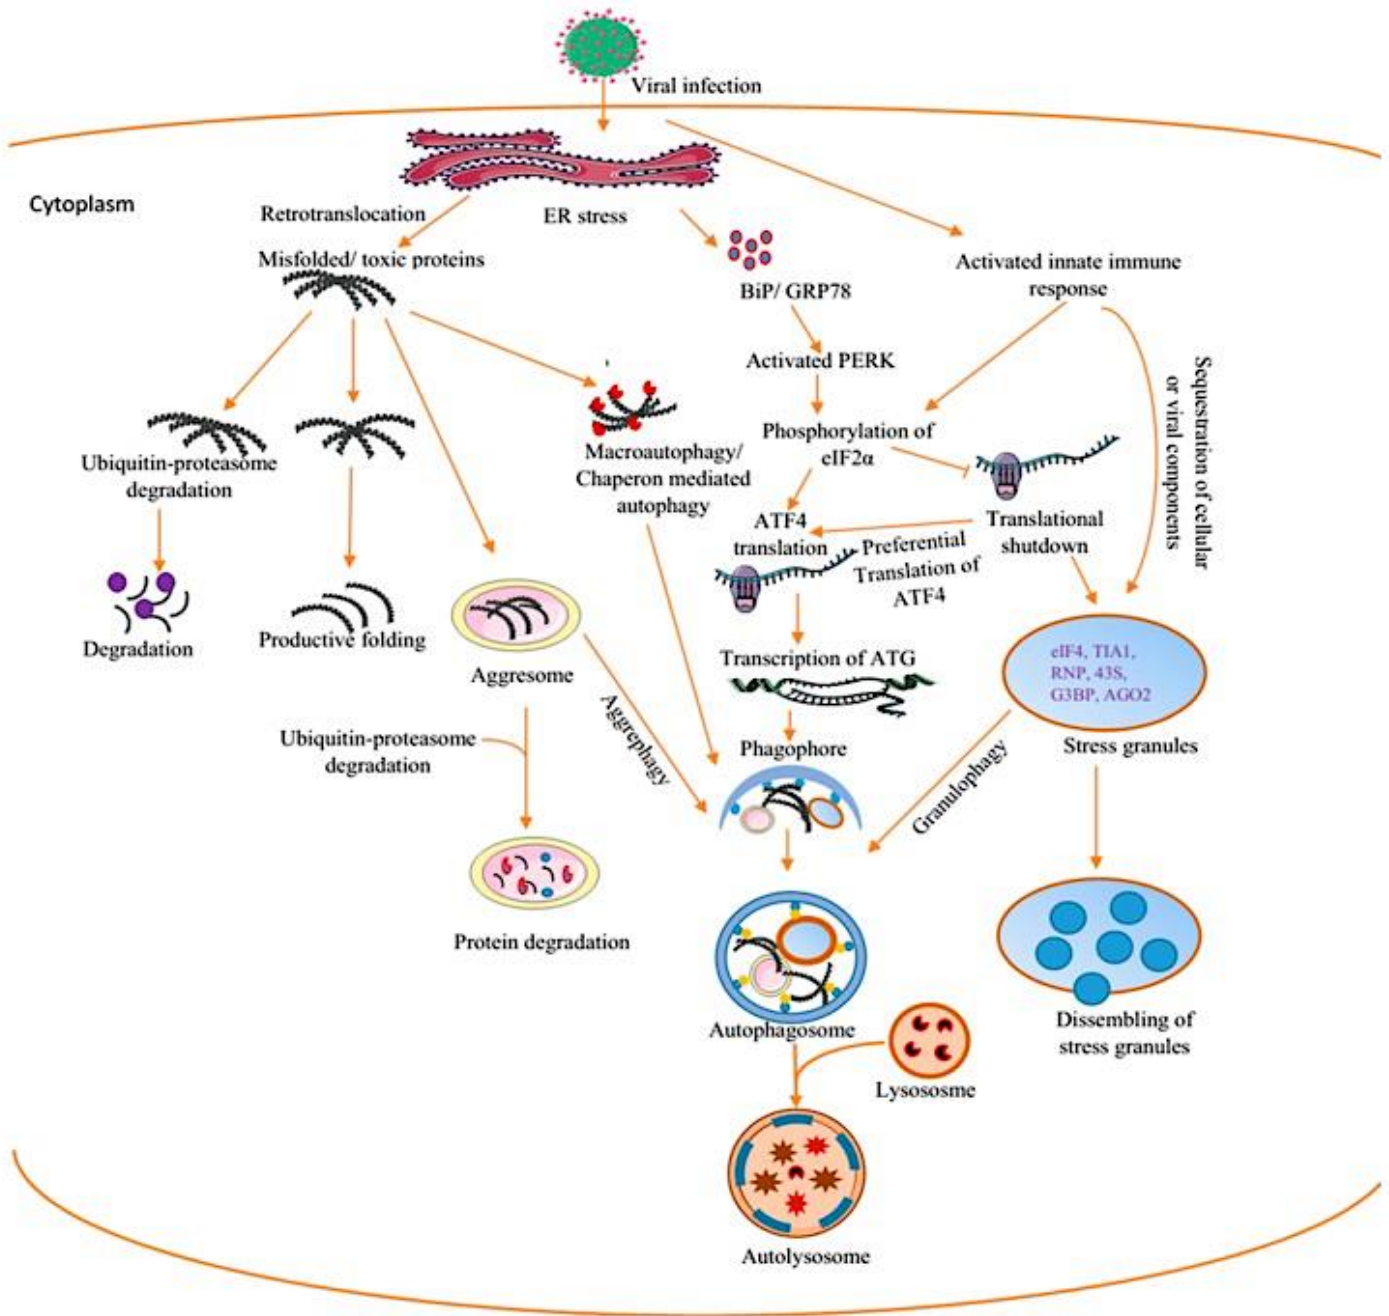 Viral infection
Cytoplasm
Retrotranslocation
ER stress
Misfolded/ toxic proteins
BiP/ GRP78
Activated innate immune
response
Activated PERK
Sequestration of cellular
or viral components
Phosphorylation of
eIF2α
Macroautophagy/
Chaperon mediated
autophagy
Ubiquitin-proteasome
degradation
ATF4
translation
Preferential
Translation of
ATF4
Translational
shutdown
Degradation
Productive folding
Aggresome
Transcription of ATG
eIF4, TIA1,
RNP, 43S,
G3BP, AGO2
Stress granules
Ubiquitin-proteasome
degradation
Aggrephagy
Phagophore
Granulophagy
Protein degradation
Autophagosome
Dissembling of
stress granules
Lysososme
Autolysosome